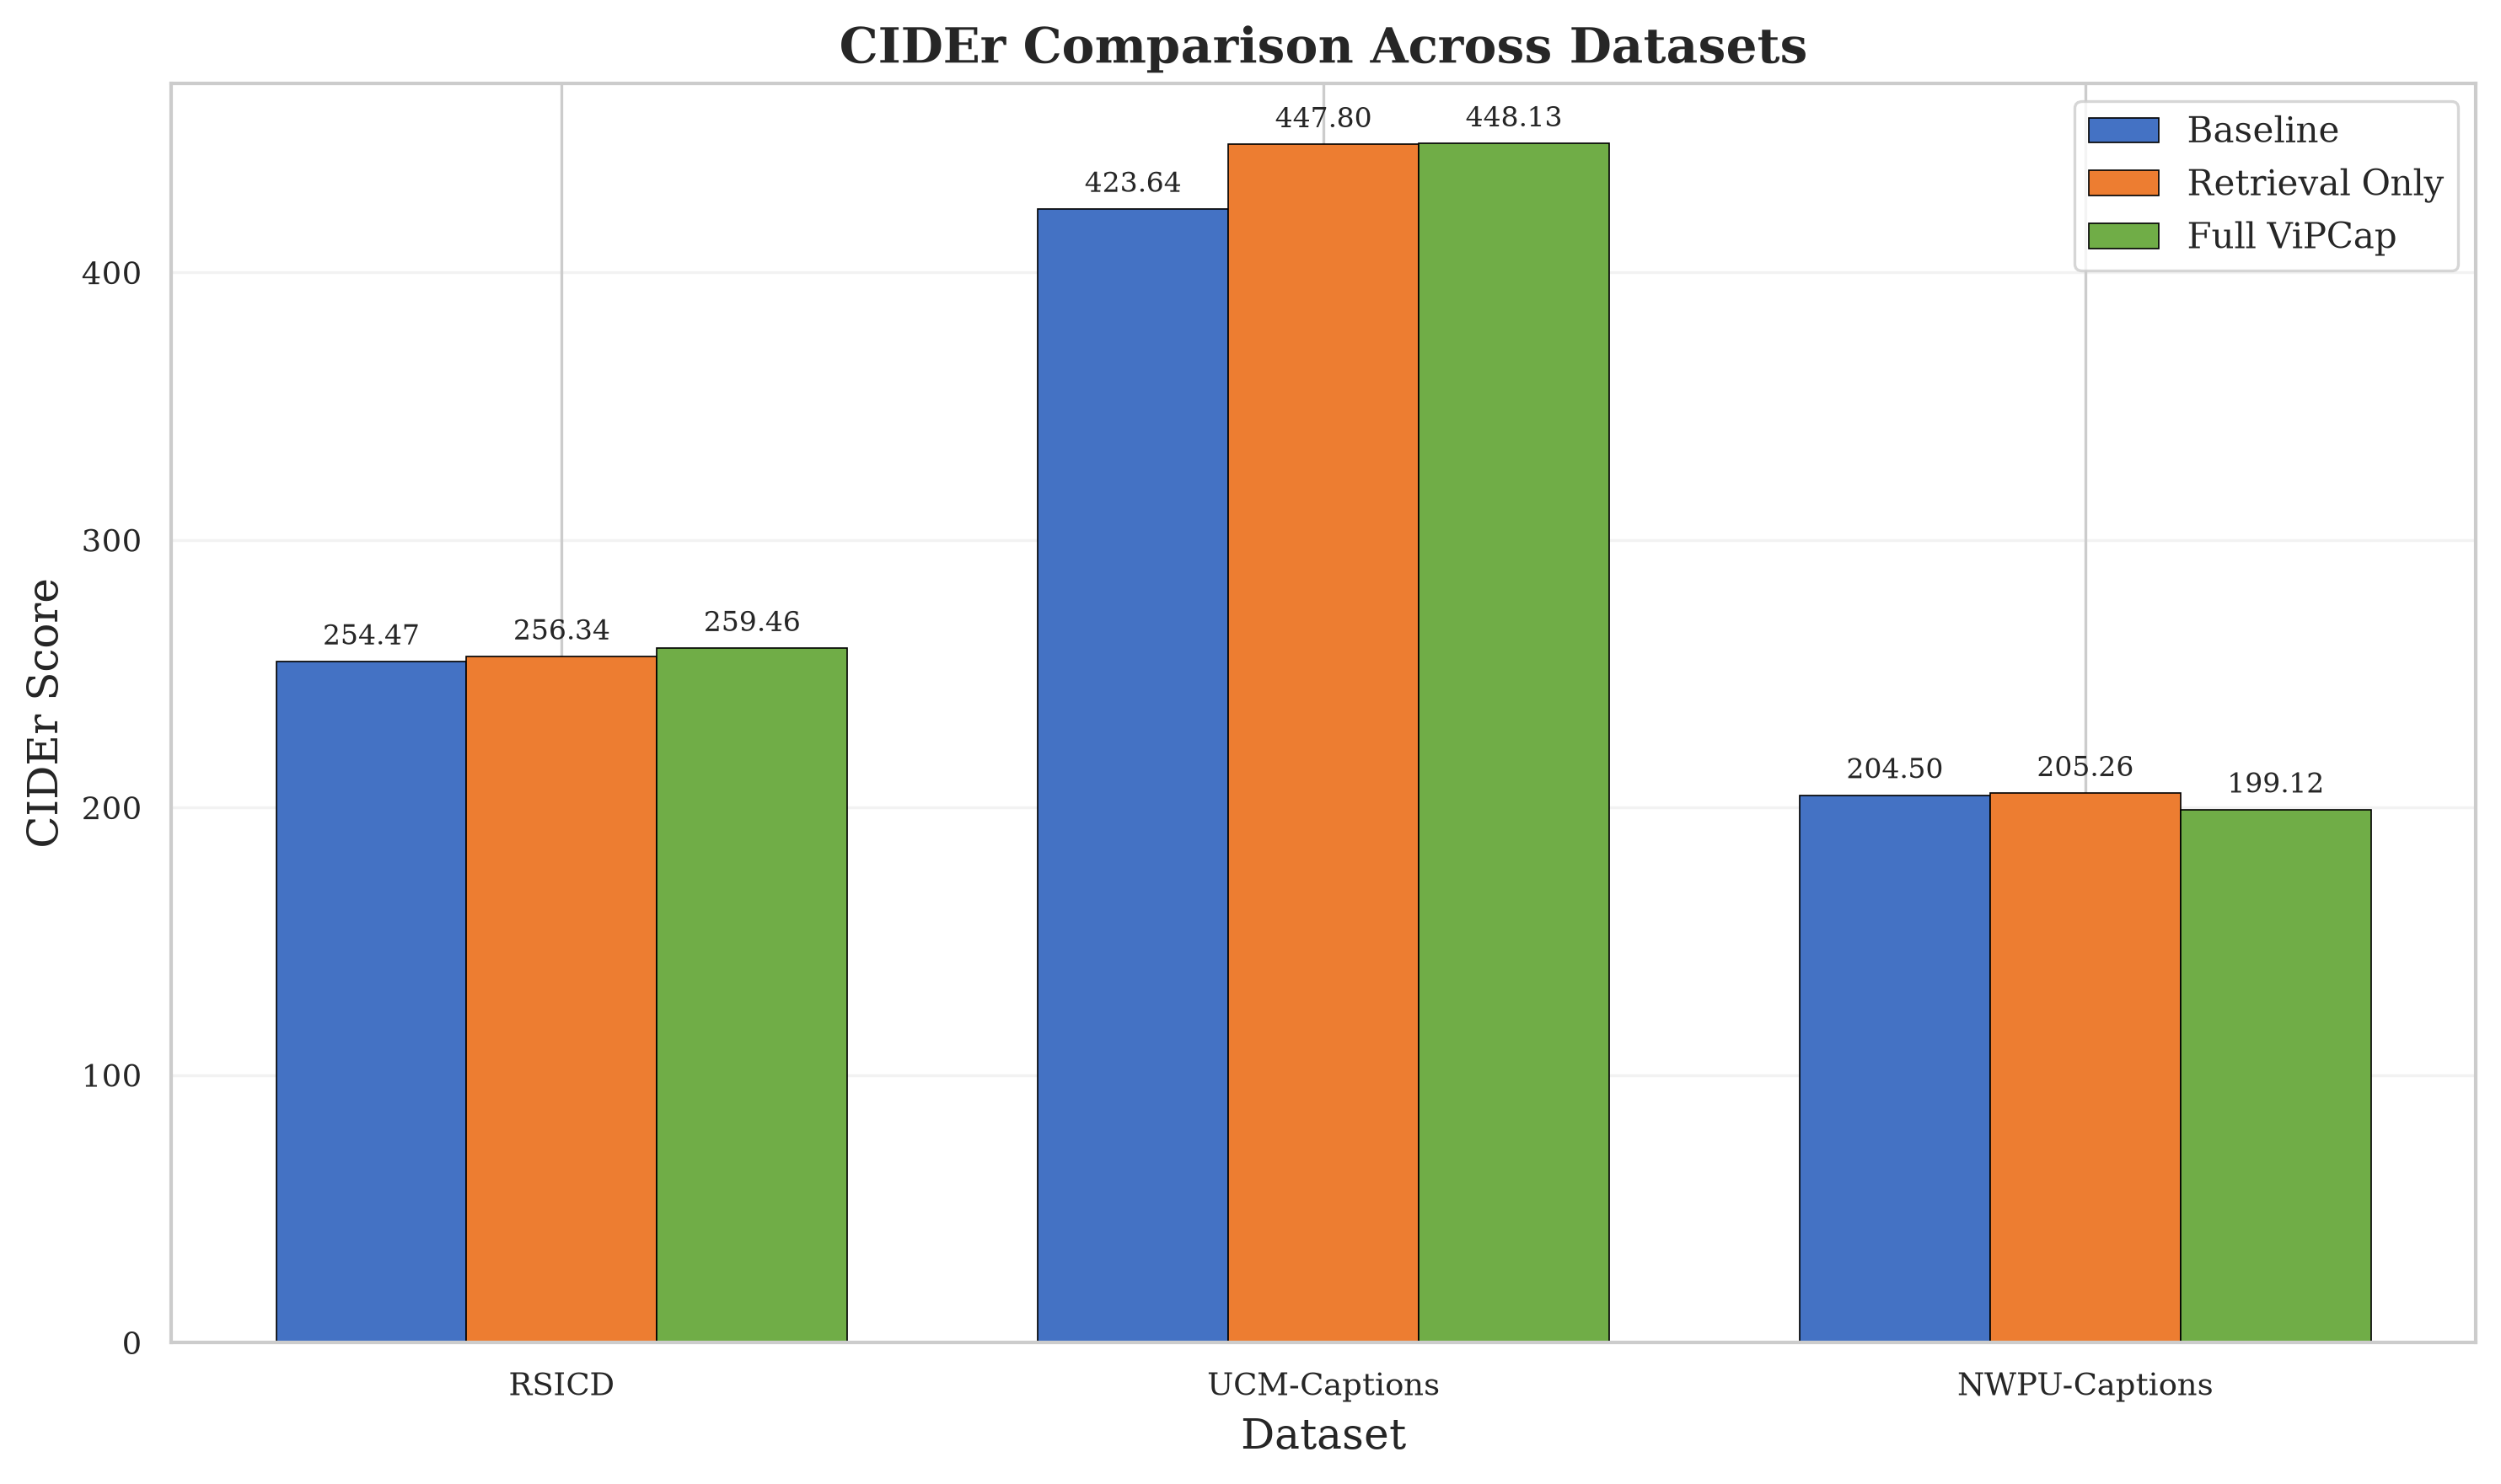 CIDEr Comparison Across Datasets
447.80
448.13
423.64
Baseline
Retrieval Only
Full ViPCap
400
300
200
100
0
CIDEr Score
254.47
256.34
259.46
204.50
205.26
199.12
RSICD
UCM-Captions
NWPU-Captions
Dataset